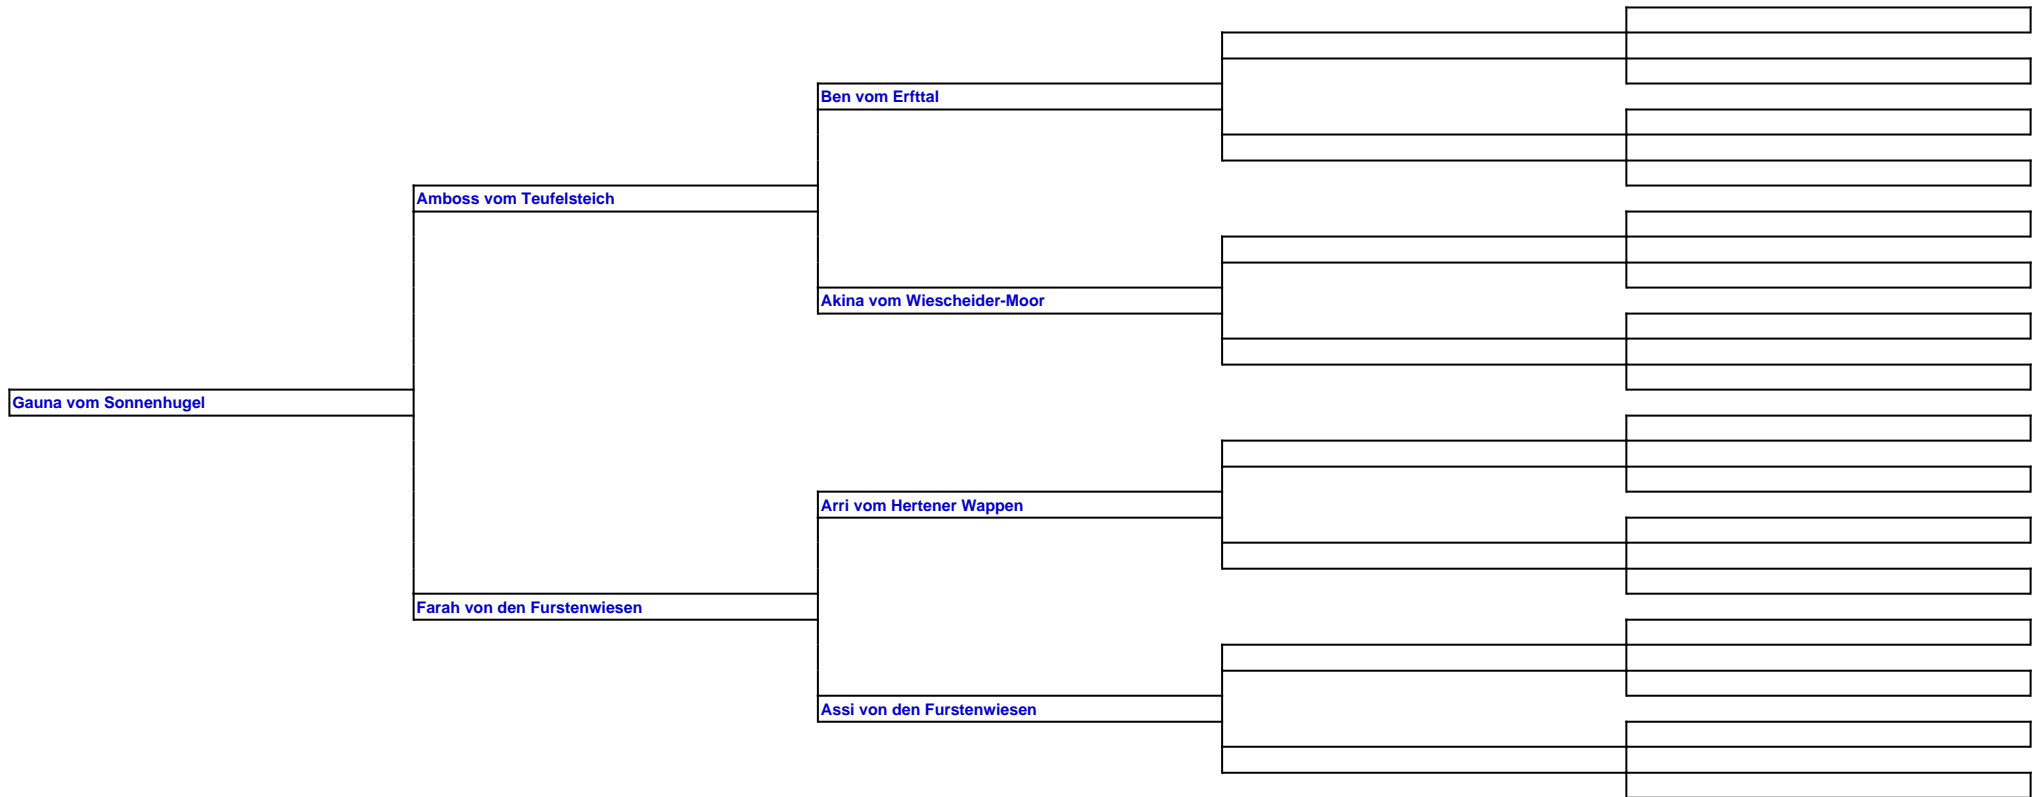 Ben vom Erfttal
Amboss vom Teufelsteich
Akina vom Wiescheider-Moor
Gauna vom Sonnenhugel
Arri vom Hertener Wappen
Farah von den Furstenwiesen
Assi von den Furstenwiesen